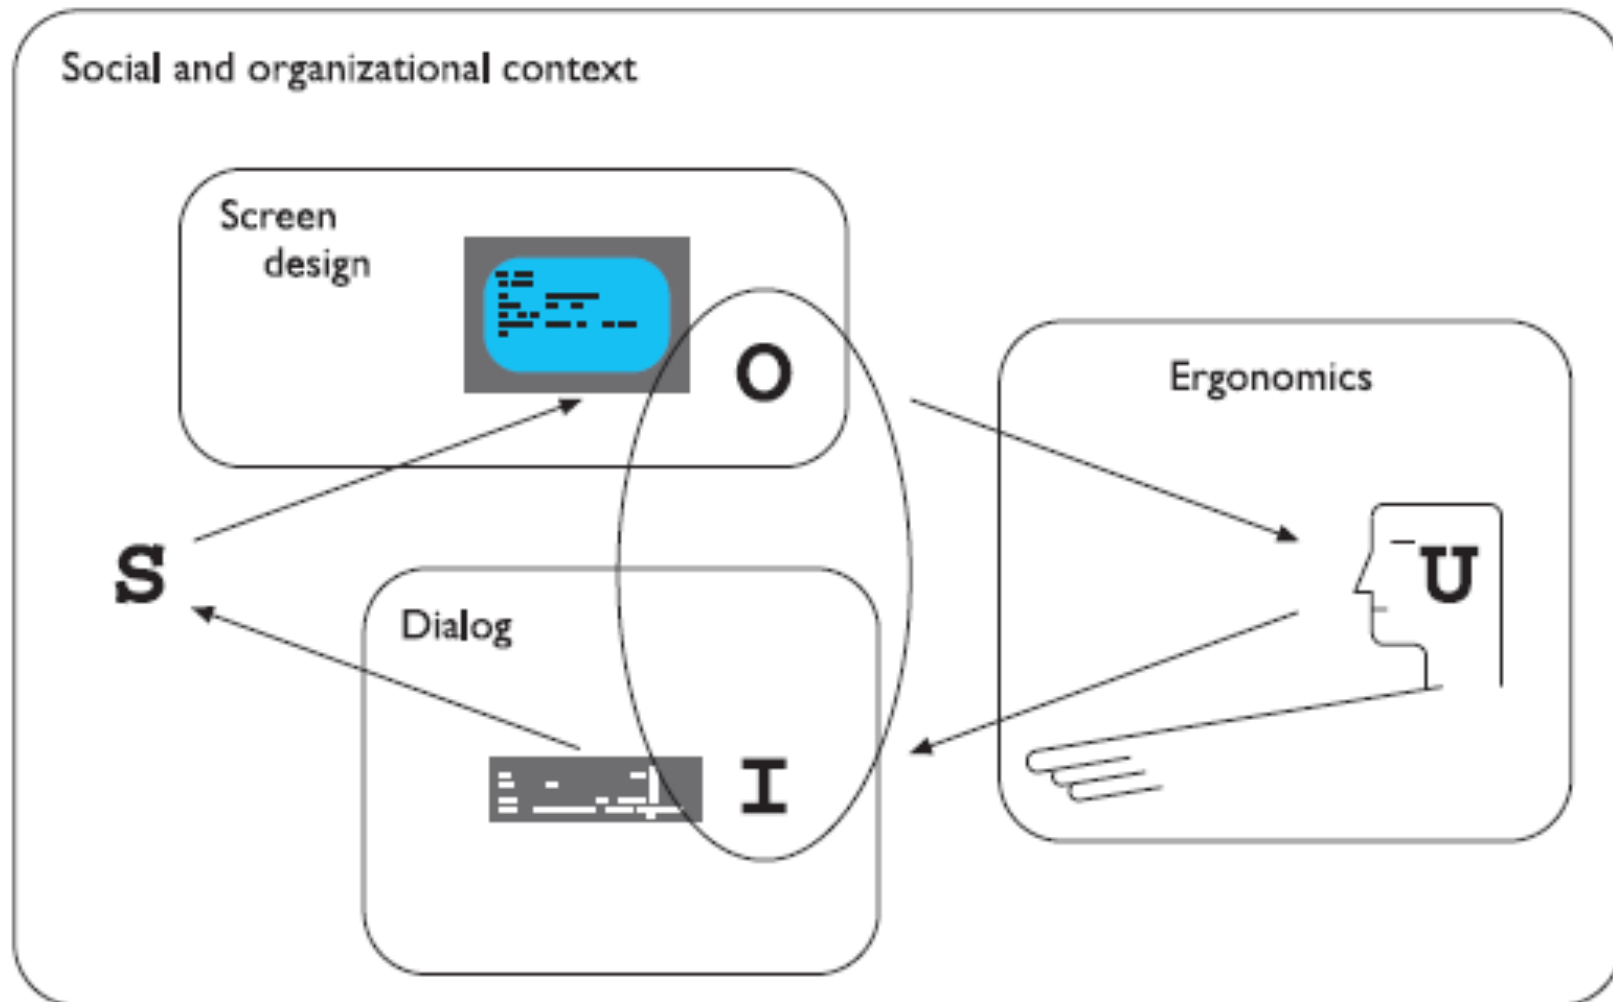 Social and organizational context
Screen
design
O
Ergonomics
S
U
Dialog
I